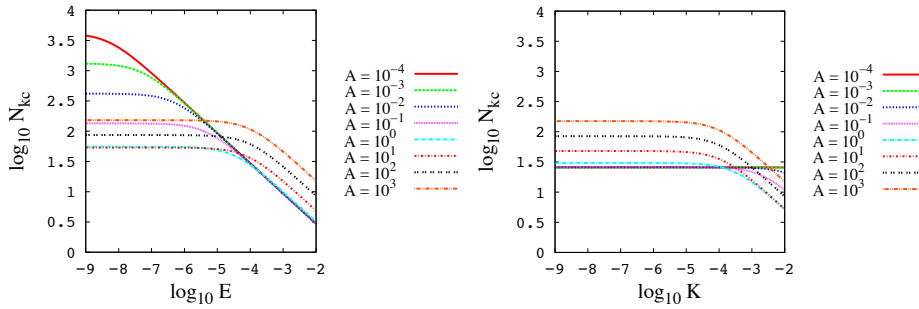 4
3.5
3
2.5
2
1.5
1
0.5
0
log₁₀ N_kc
-9 -8 -7 -6 -5 -4 -3 -2
log₁₀ E
A = 10⁻⁴
A = 10⁻³
A = 10⁻²
A = 10⁻¹
A = 10⁰
A = 10¹
A = 10²
A = 10³
4
3.5
3
2.5
2
1.5
1
0.5
0
log₁₀ N_kc
-9 -8 -7 -6 -5 -4 -3 -2
log₁₀ K
A = 10⁻⁴
A = 10⁻³
A = 10⁻²
A = 10⁻¹
A = 10⁰
A = 10¹
A = 10²
A = 10³